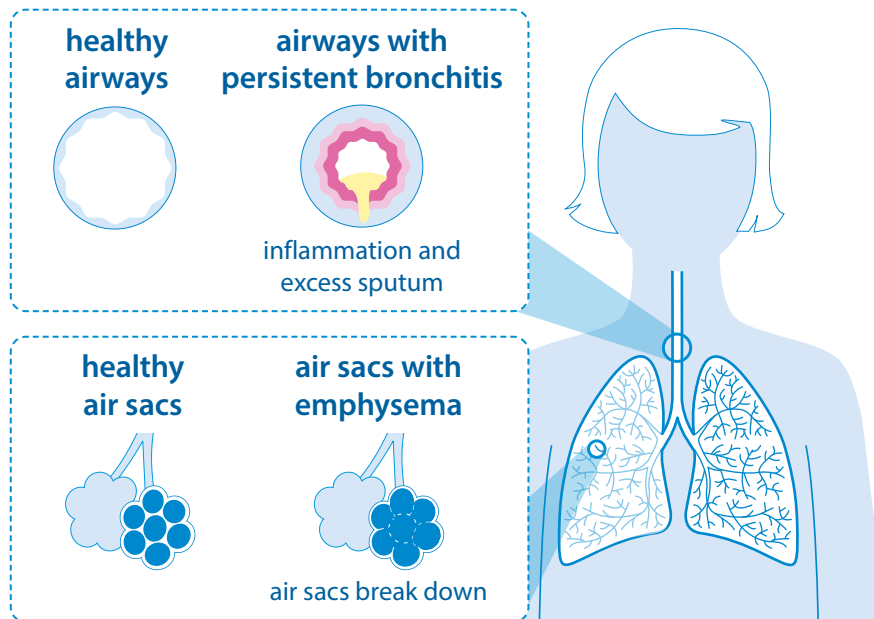 healthy
airways
airways with
persistent bronchitis
inflammation and
excess sputum
healthy
air sacs
air sacs with
emphysema
air sacs break down